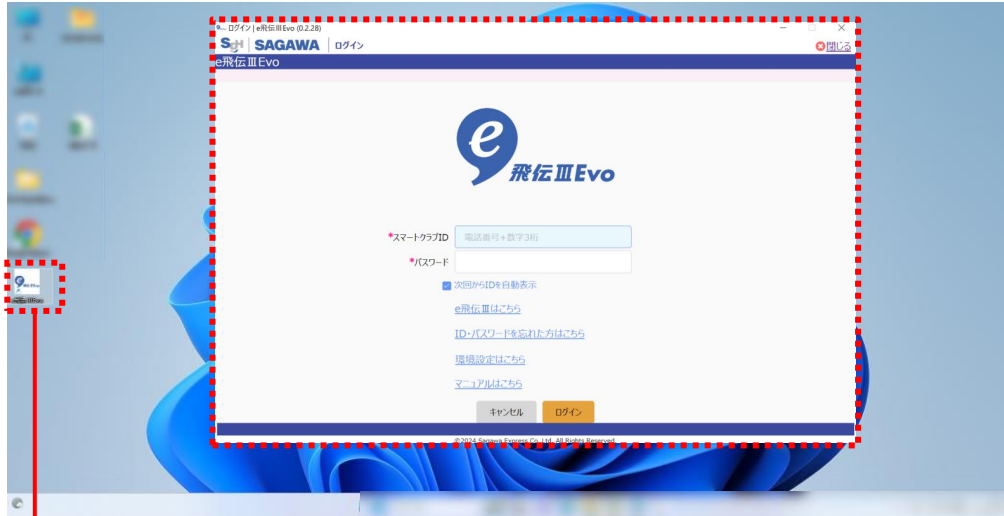 ログイン | e飛伝ⅢEvo (0.2.28)
SGH SAGAWA ログイン
閉じる
e飛伝ⅢEvo
e飛伝ⅢEvo
*スマートクラブID 電話番号+数字3桁
*パスワード
次回からIDを自動表示
e飛伝Ⅲはこちら
ID・パスワードを忘れた方はこちら
環境設定はこちら
マニュアルはこちら
キャンセル ログイン
©2024 Sagawa Express Co.,Ltd. All Rights Reserved.